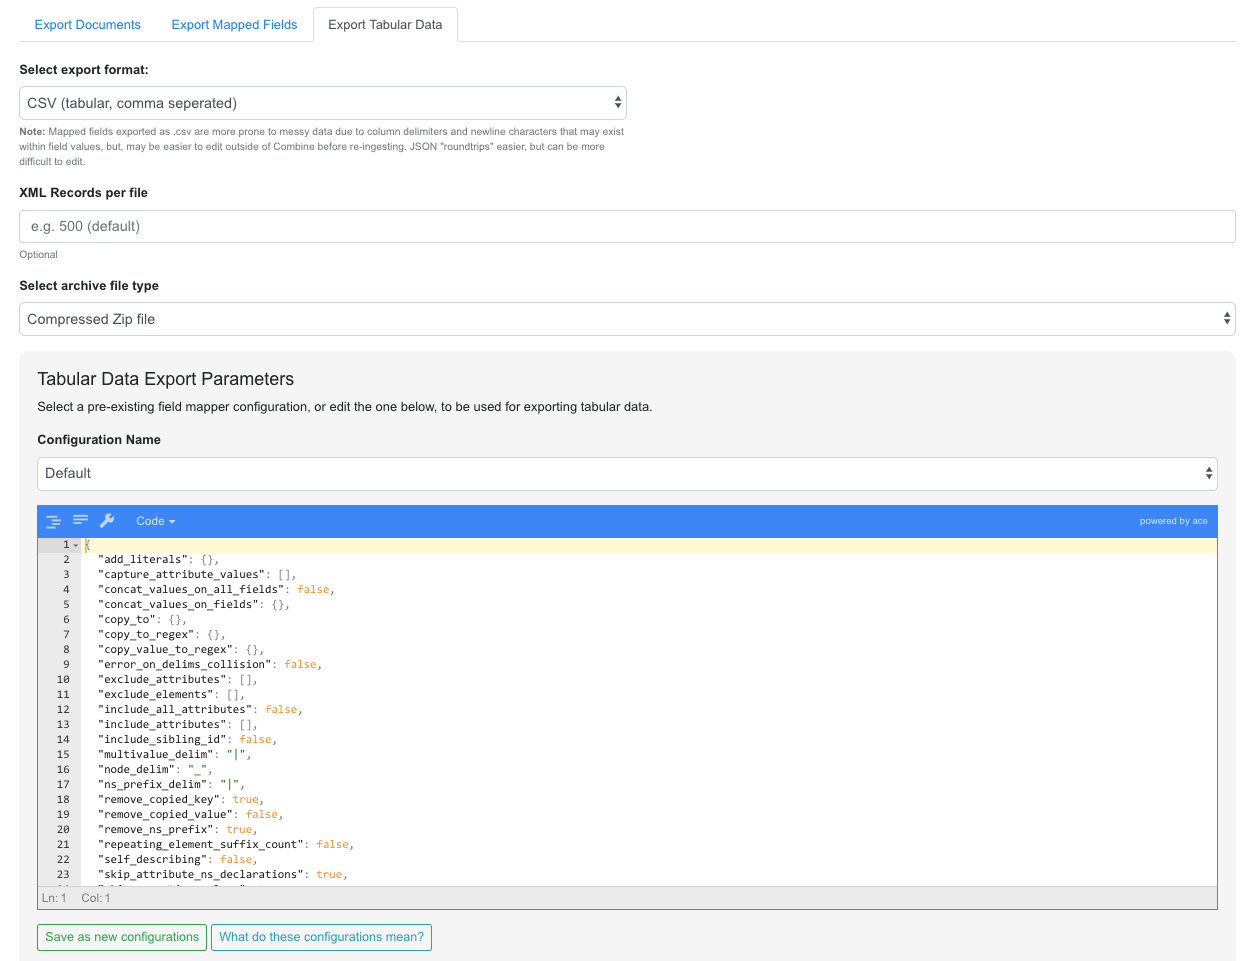 Export Documents Export Mapped Fields Export Tabular Data
Select export format:
CSV (tabular, comma seperated)
Note: Mapped fields exported as .csv are more prone to messy data due to column delimiters and newline characters that may exist
within field values, but, may be easier to edit outside of Combine before re-ingesting. JSON "roundtrips" easier, but can be more
difficult to edit.
XML Records per file
e.g. 500 (default)
Optional
Select archive file type
Compressed Zip file
Tabular Data Export Parameters
Select a pre-existing field mapper configuration, or edit the one below, to be used for exporting tabular data.
Configuration Name
Default
Code powered by ace
1 {
2 "add_literals": {},
3 "capture_attribute_values": [],
4 "concat_values_on_all_fields": false,
5 "concat_values_on_fields": {},
6 "copy_to": {},
7 "copy_to_regex": {},
8 "copy_value_to_regex": {},
9 "error_on_delims_collision": false,
10 "exclude_attributes": [],
11 "exclude_elements": [],
12 "include_all_attributes": false,
13 "include_attributes": [],
14 "include_sibling_id": false,
15 "multivalue_delim": "|",
16 "node_delim": "_",
17 "ns_prefix_delim": "|",
18 "remove_copied_key": true,
19 "remove_copied_value": false,
20 "remove_ns_prefix": true,
21 "repeating_element_suffix_count": false,
22 "self_describing": false,
23 "skip_attribute_ns_declarations": true,
Ln: 1 Col: 1
Save as new configurations What do these configurations mean?